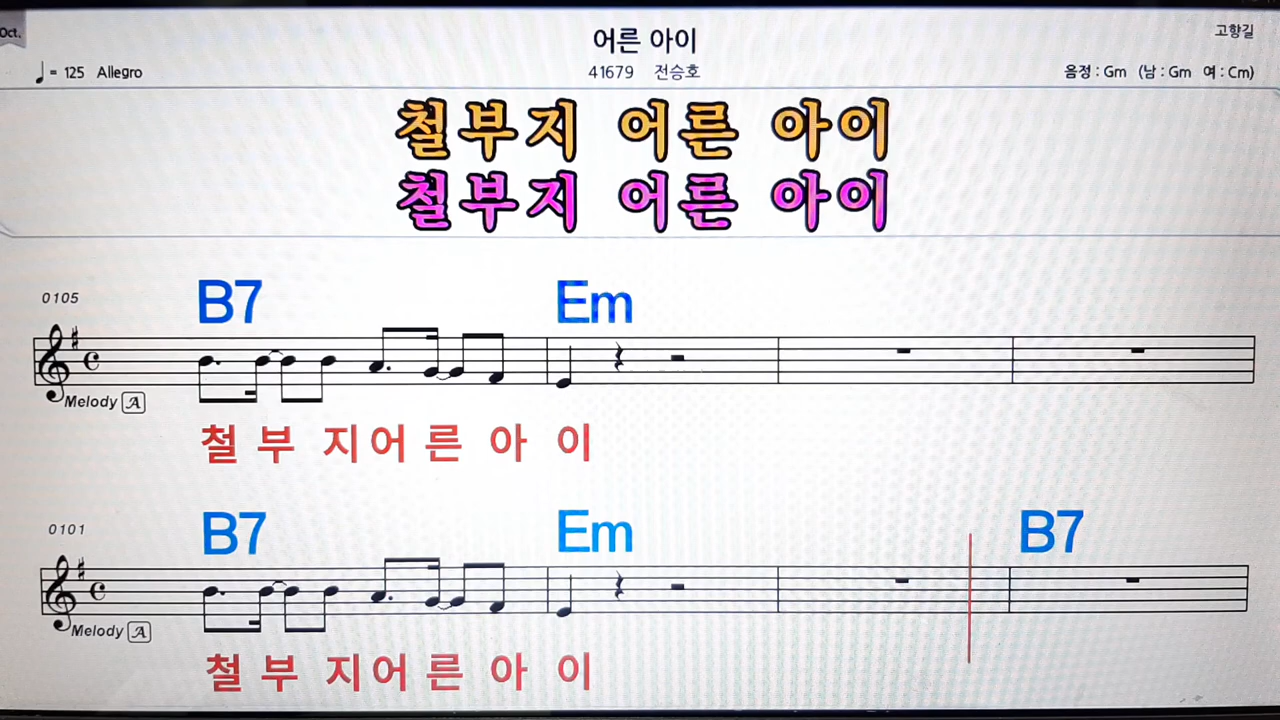 Oct.
어른 아이
고향길
♩= 125 Allegro
41679 전승호
음정 : Gm (남 : Gm 여 : Cm)
철부지 어른 아이
철부지 어른 아이
0105
B7 Em
Melody A
철 부 지 어 른 아 이
0101
B7 Em B7
Melody A
철 부 지 어 른 아 이